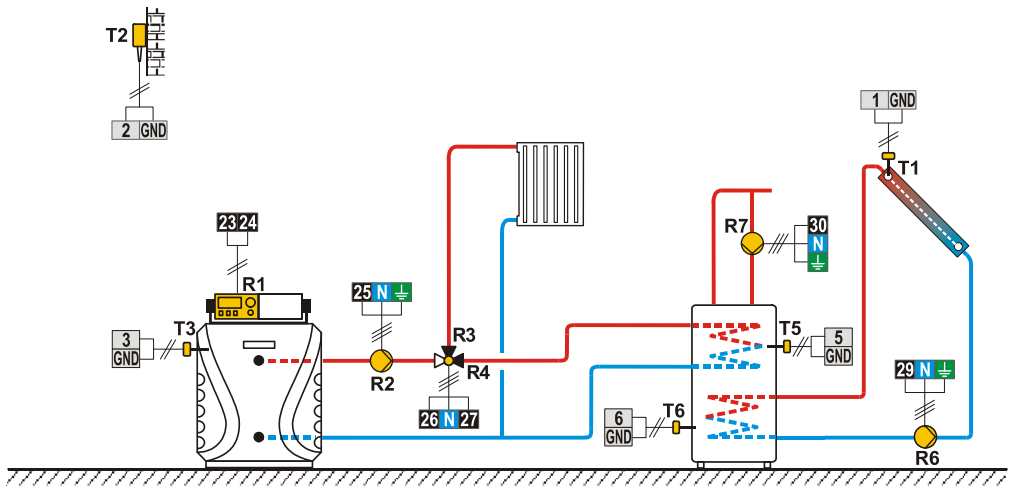 T2
2 GND
1 GND
T1
23 24
R7
30
N
R1
25 N
T3
3
GND
R3
R4
R2
T5
5
GND
29 N
26 N 27
6
GND
T6
R6